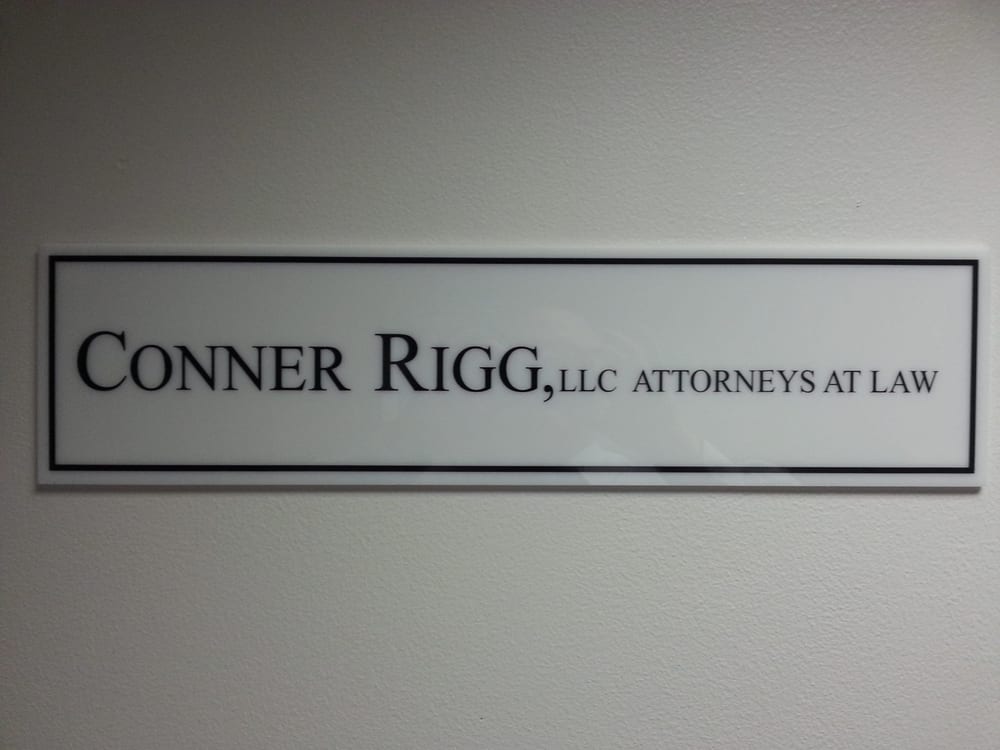 CONNER RIGG, LLC ATTORNEYS AT LAW